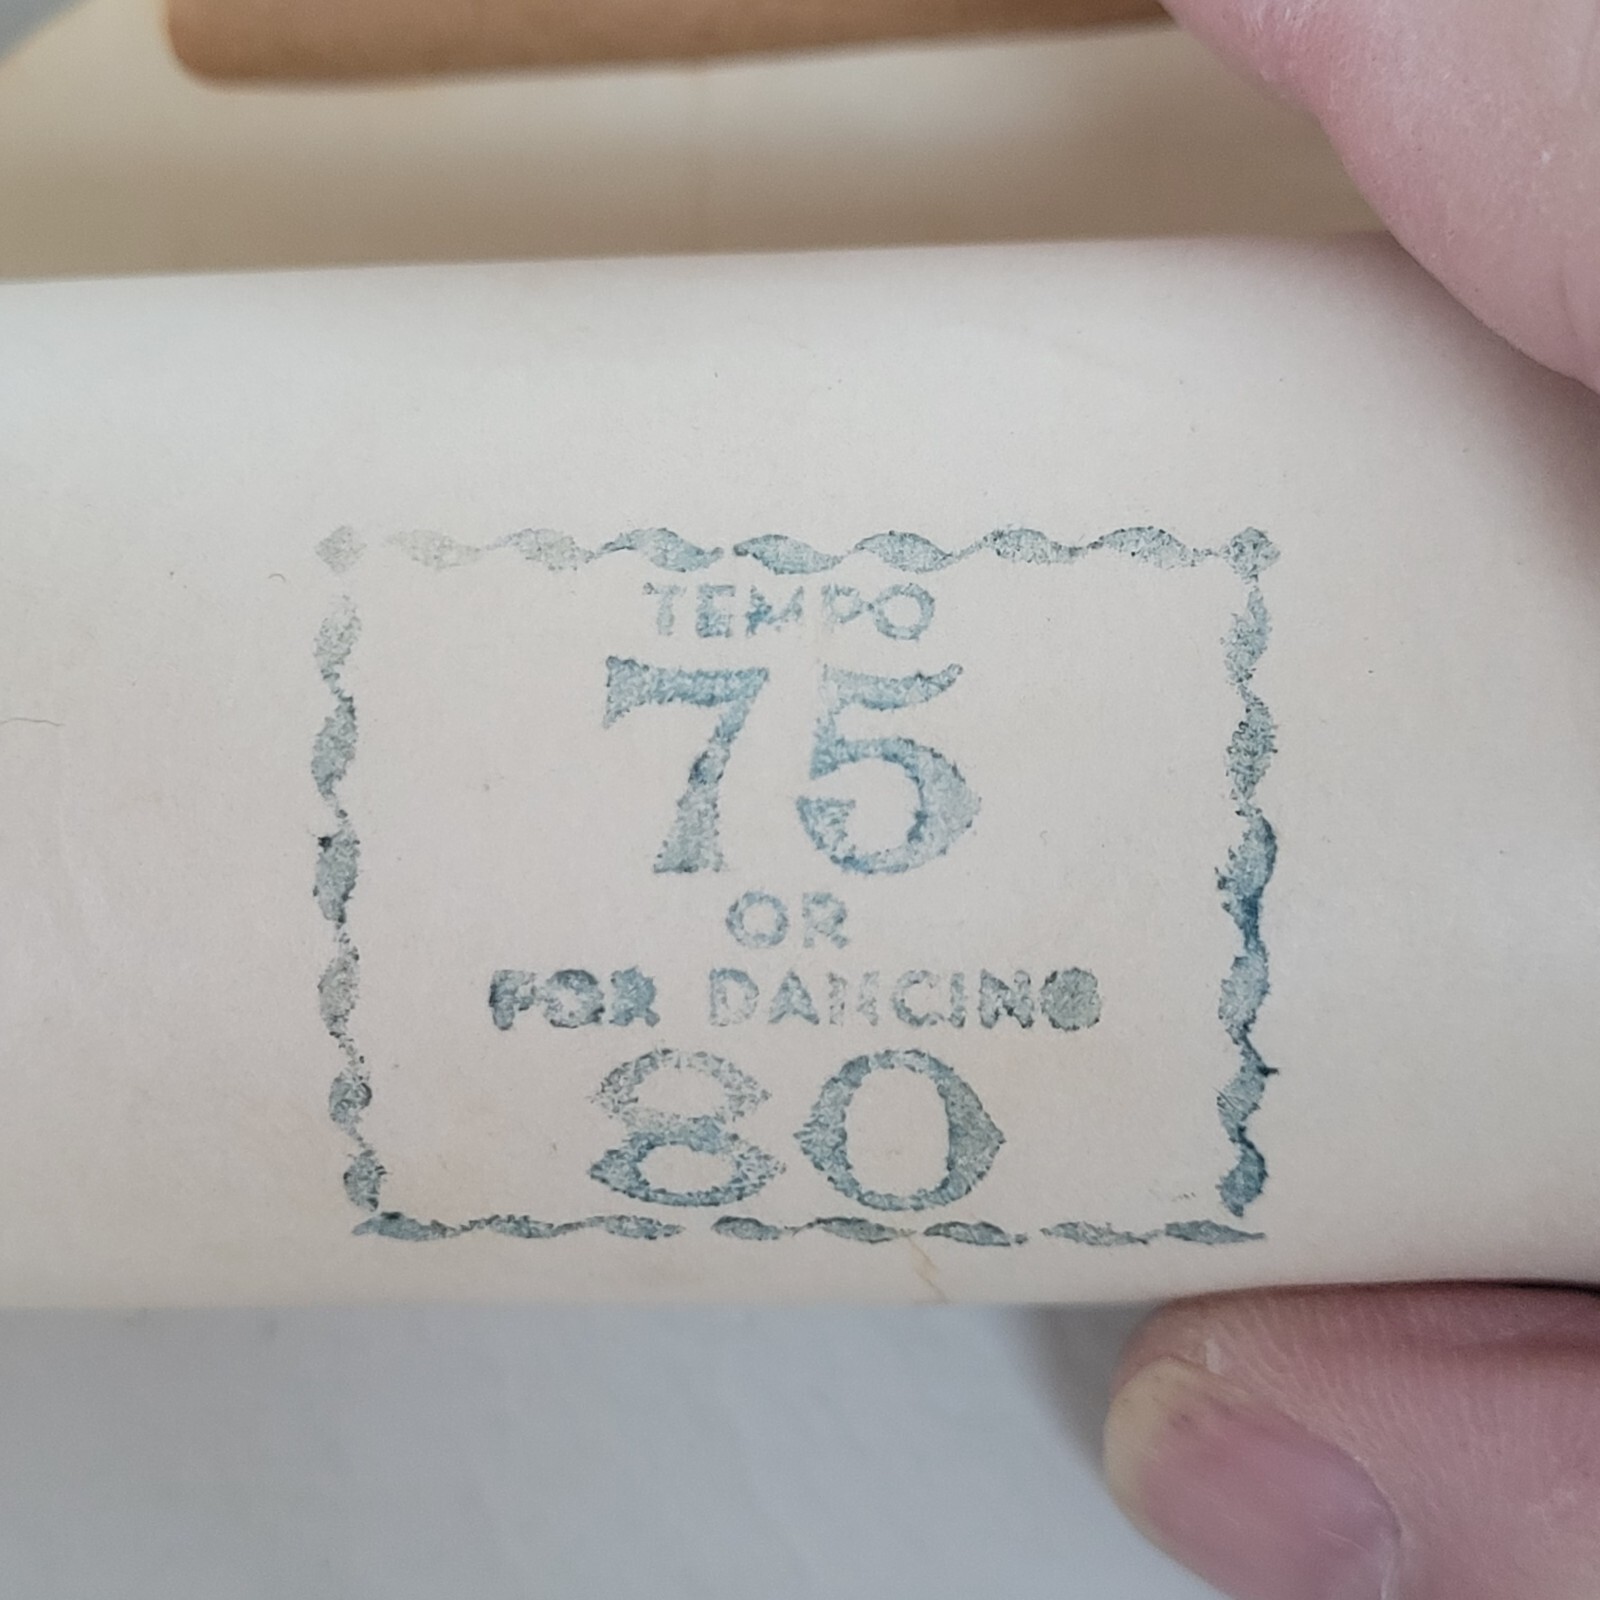 TEMPO
75
OR
FOR DANCING
80